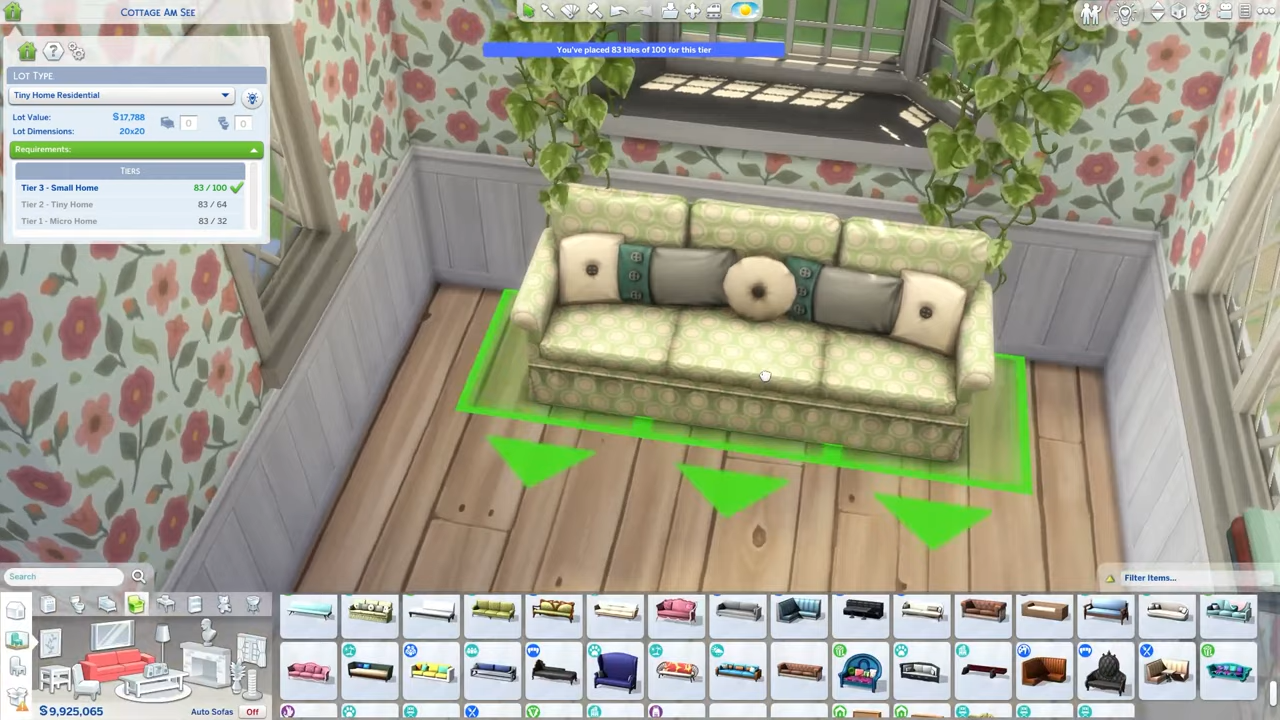 COTTAGE AM SEE
You've placed 83 tiles of 100 for this tier
LOT TYPE
Tiny Home Residential
Lot Value: §17,788
0
0
Lot Dimensions: 20x20
Requirements:
TIERS
Tier 3 - Small Home 83 / 100
Tier 2 - Tiny Home 83 / 64
Tier 1 - Micro Home 83 / 32
Search
Filter Items...
§9,925,065
Auto Sofas Off